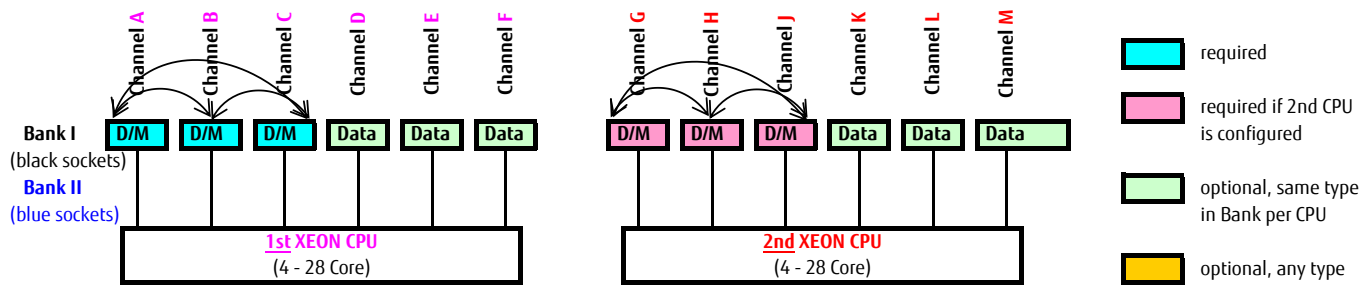 Channel A
Channel B
Channel C
Channel D
Channel E
Channel F
Channel G
Channel H
Channel J
Channel K
Channel L
Channel M
Bank I
(black sockets)
D/M
D/M
D/M
Data
Data
Data
D/M
D/M
D/M
Data
Data
Data
Bank II
(blue sockets)
1st XEON CPU
(4 - 28 Core)
2nd XEON CPU
(4 - 28 Core)
required
required if 2nd CPU
is configured
optional, same type
in Bank per CPU
optional, any type